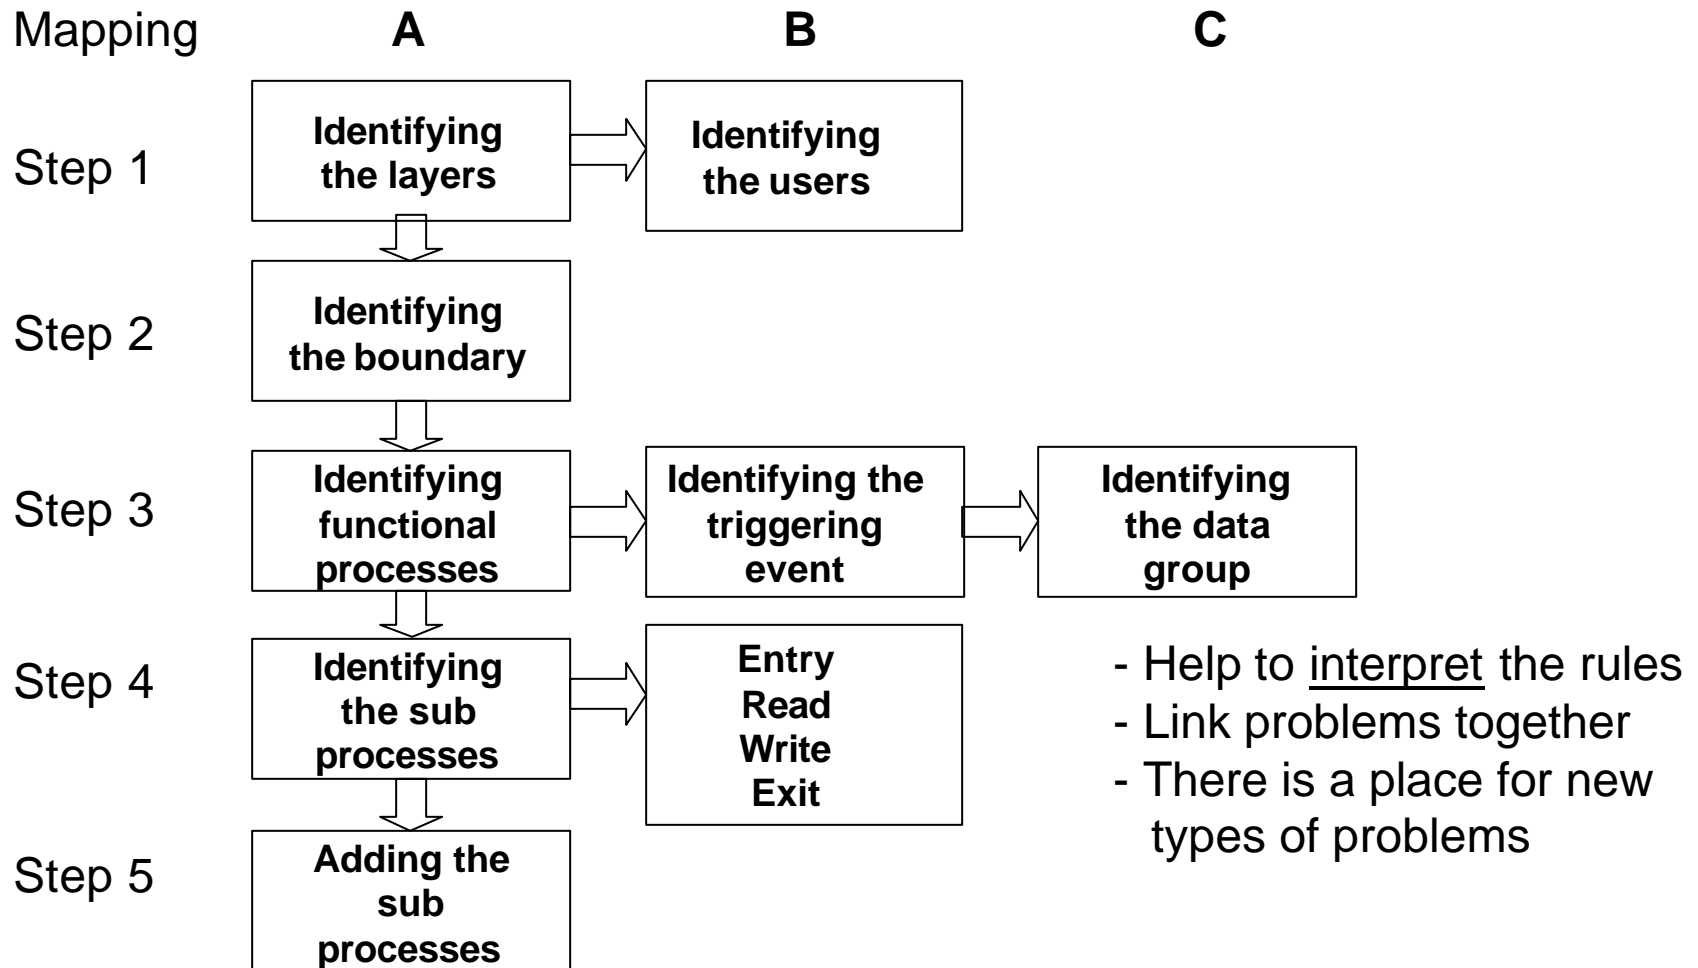 Mapping A B C
Step 1
Identifying
the layers
Identifying
the users
Step 2
Identifying
the boundary
Step 3
Identifying
functional
processes
Identifying the
triggering
event
Identifying
the data
group
Step 4
Identifying
the sub
processes
Entry
Read
Write
Exit
- Help to interpret the rules
- Link problems together
- There is a place for new
types of problems
Step 5
Adding the
sub
processes